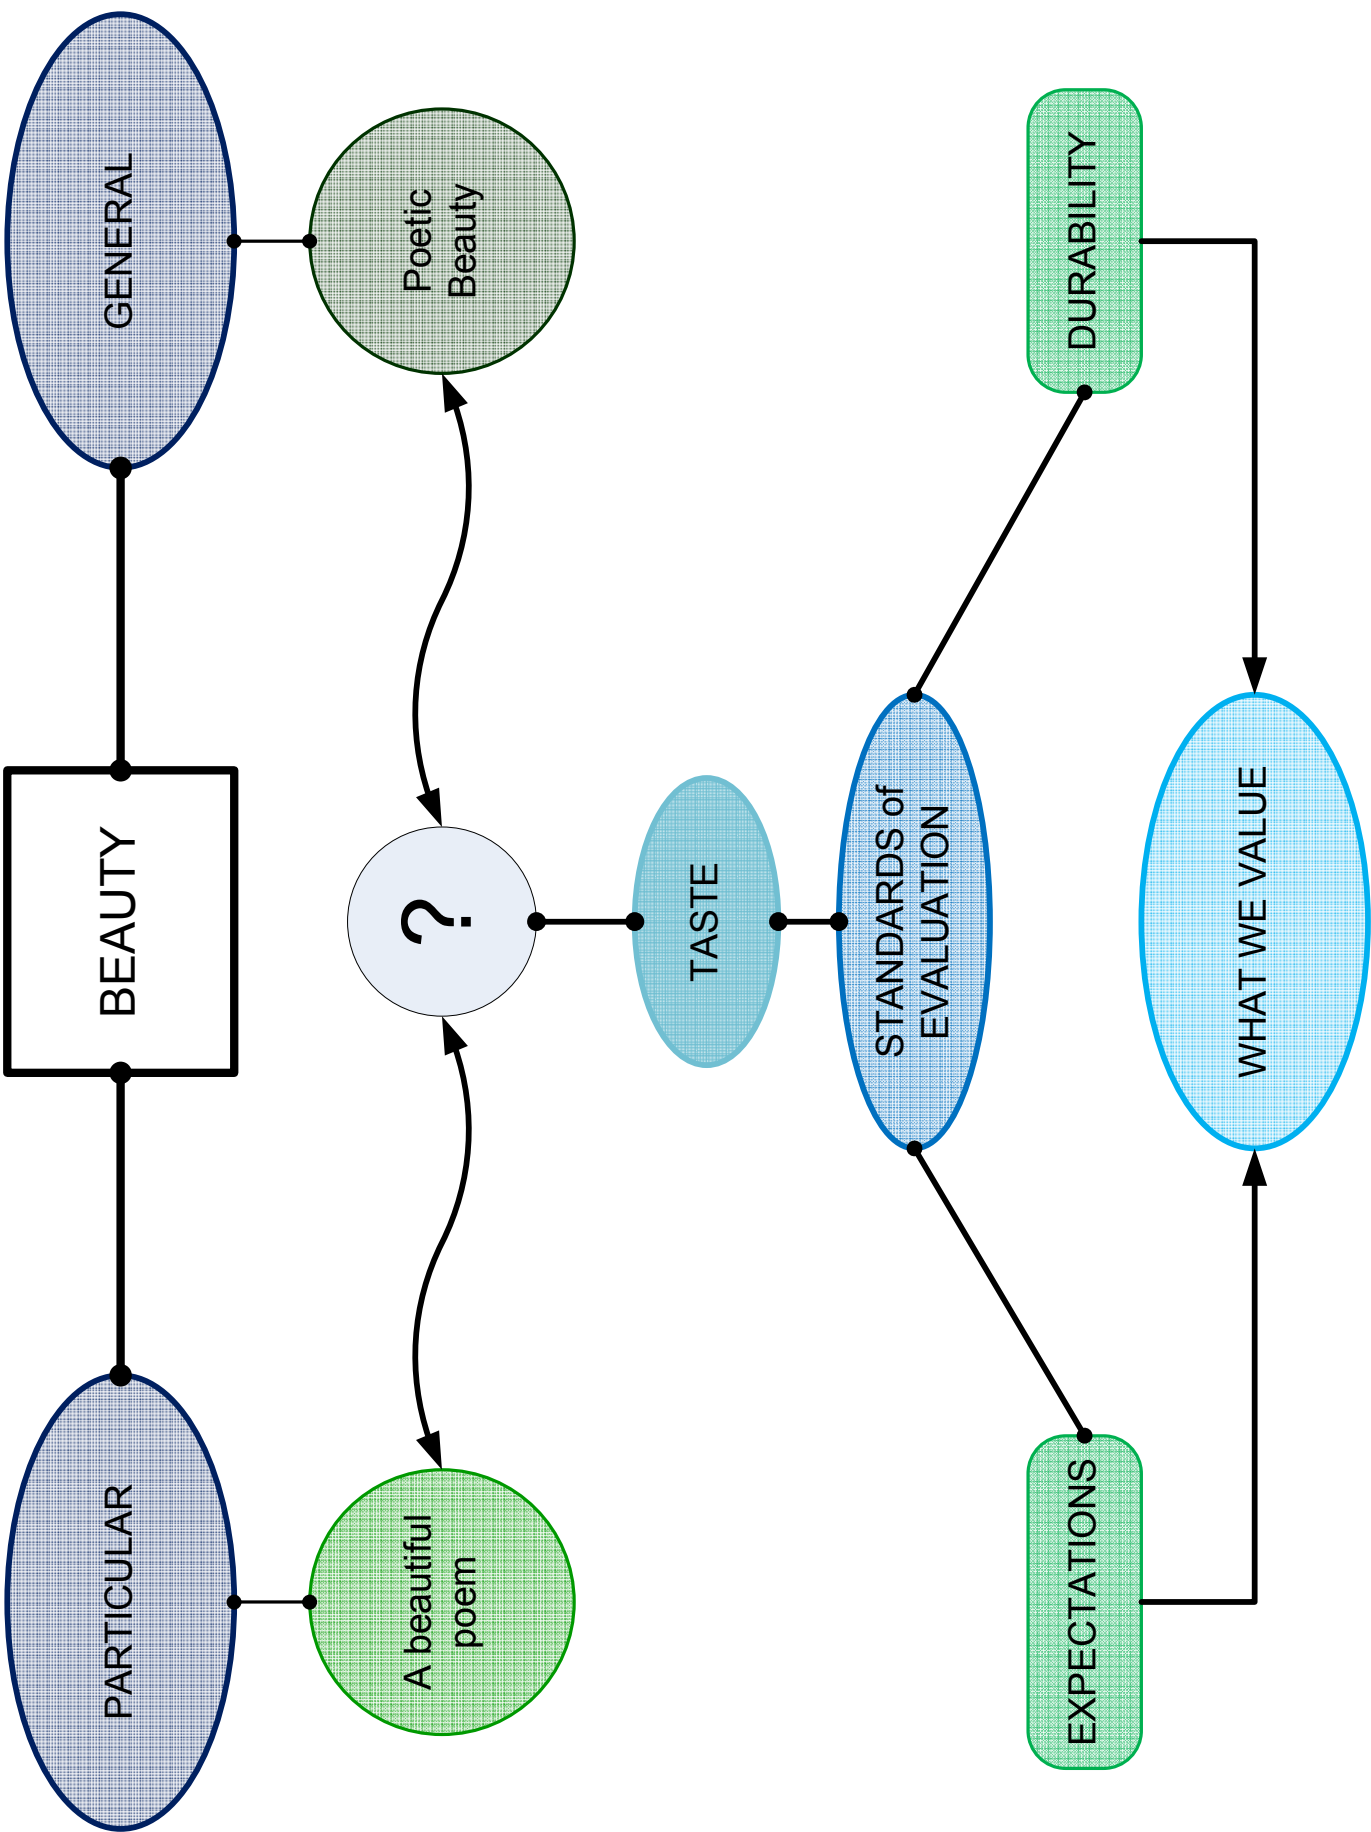 PARTICULAR
BEAUTY
GENERAL
A beautiful
poem
?
Poetic
Beauty
TASTE
STANDARDS of
EVALUATION
EXPECTATIONS
DURABILITY
WHAT WE VALUE